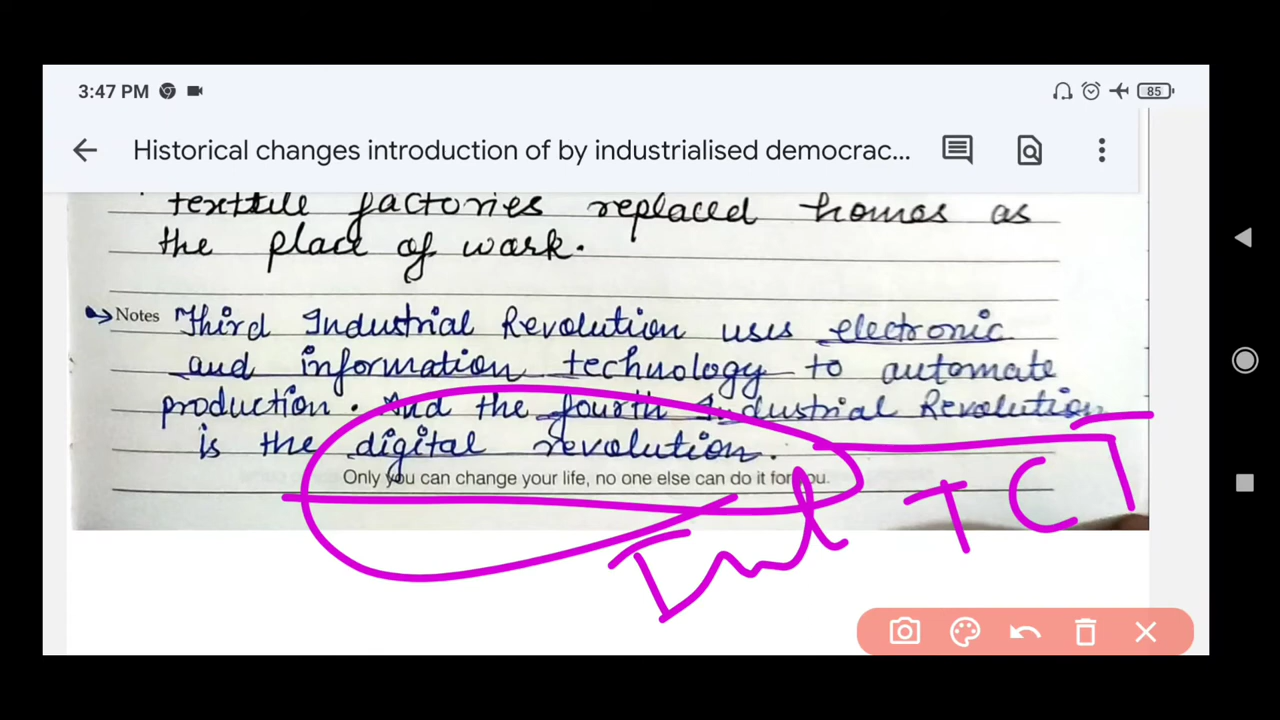 3:47 PM 85
Historical changes introduction of by industrialised democrac...
textile factories replaced homes as
the place of work.
Notes Third Industrial Revolution uses electronic
and information technology to automate
production. And the fourth Industrial Revolution
is the digital revolution.
Only you can change your life, no one else can do it for you.